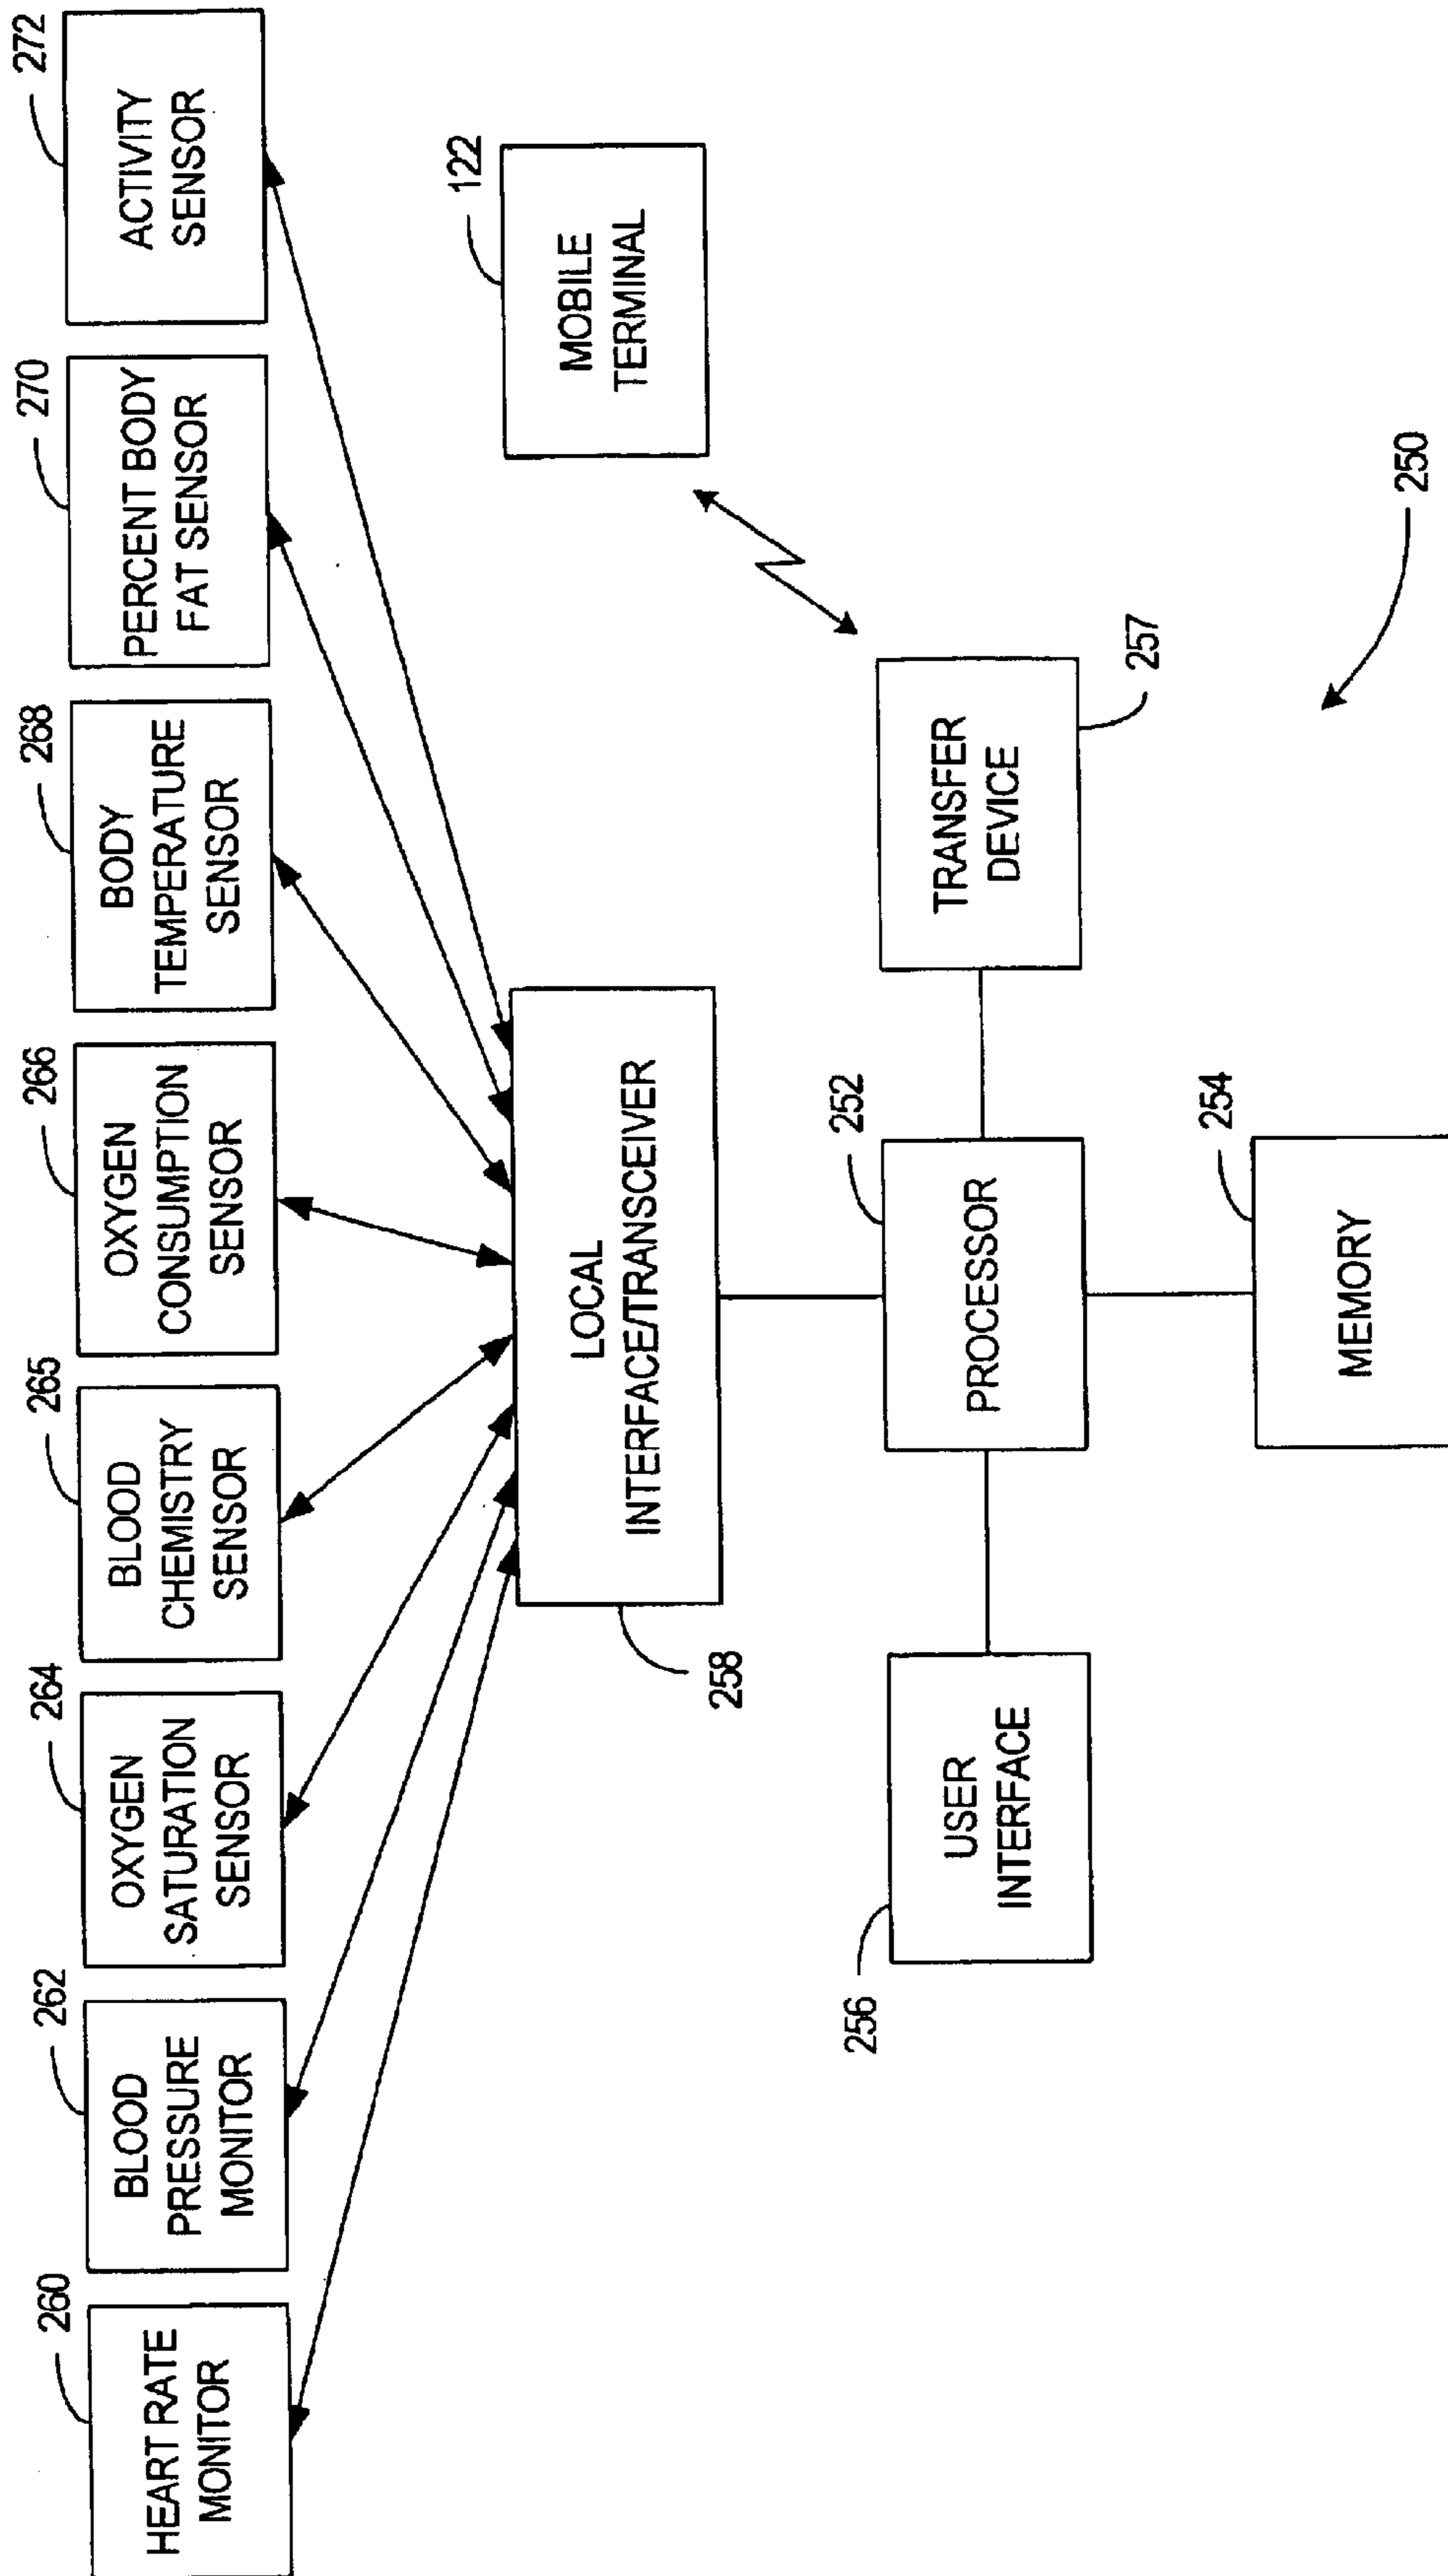 260
HEART RATE
MONITOR
262
BLOOD
PRESSURE
MONITOR
264
OXYGEN
SATURATION
SENSOR
265
BLOOD
CHEMISTRY
SENSOR
266
OXYGEN
CONSUMPTION
SENSOR
268
BODY
TEMPERATURE
SENSOR
270
PERCENT BODY
FAT SENSOR
272
ACTIVITY
SENSOR
258
LOCAL
INTERFACE/TRANSCEIVER
122
MOBILE
TERMINAL
256
USER
INTERFACE
252
PROCESSOR
TRANSFER
DEVICE
257
254
MEMORY
250